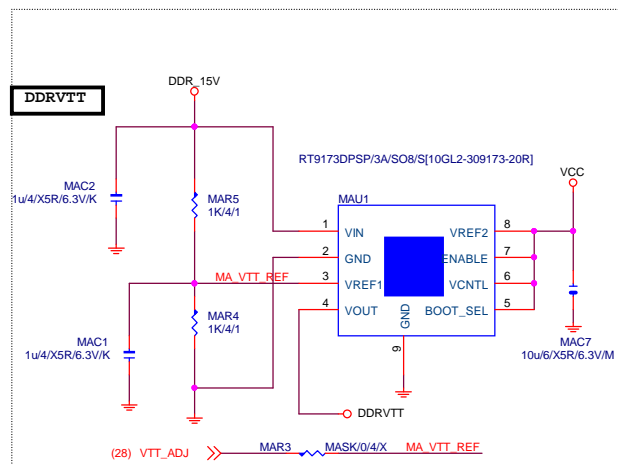 DDR_15V
DDRVTT
RT9173DPSP/3A/SO8/S[10GL2-309173-20R]
VCC
MAC2
1u/4/X5R/6.3V/K
MAR5
1K/4/1
MAU1
1 VIN VREF2 8
2 GND ENABLE 7
MA_VTT_REF 3 VREF1 VCNTL 6
4 VOUT BOOT_SEL 5
GND
9
MAR4
1K/4/1
MAC1
1u/4/X5R/6.3V/K
MAC7
10u/6/X5R/6.3V/M
DDRVTT
(28) VTT_ADJ MAR3 MASK/0/4/X MA_VTT_REF